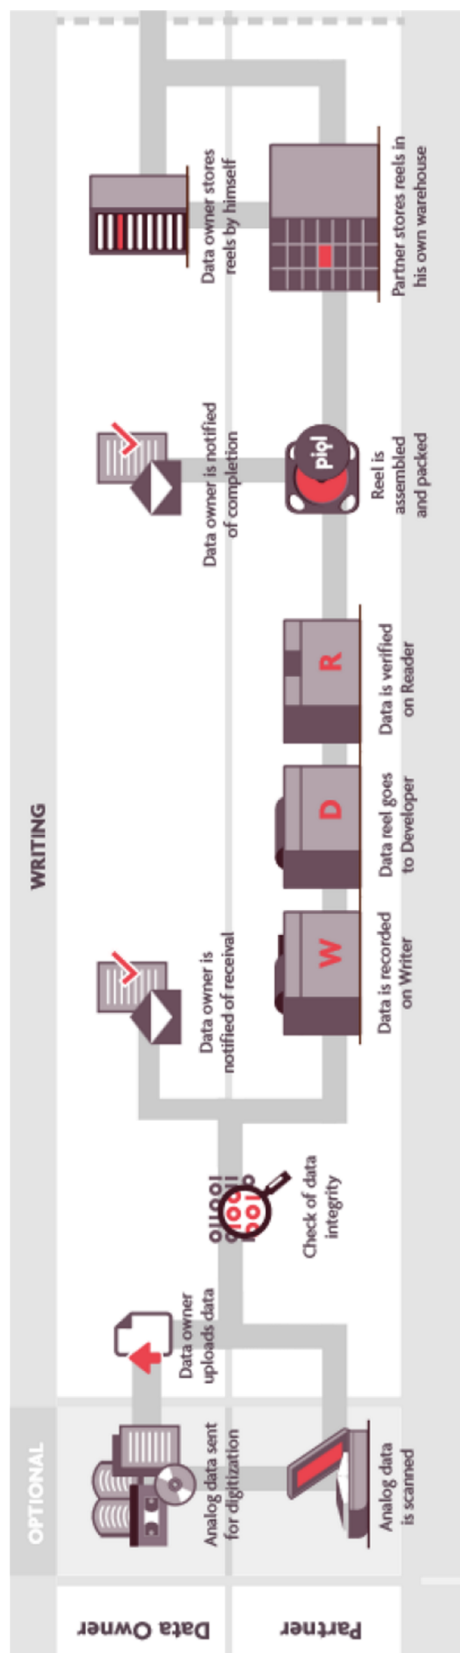 OPTIONAL
WRITING
Data Owner
Analog data sent
for digitization
Data owner
uploads data
Data owner is
notified of receival
Data owner is notified
of completion
Data owner stores
reels by himself
Check of data
integrity
Partner
Analog data
is scanned
W
Data is recorded
on Writer
D
Data reel goes
to Developer
R
Data is verified
on Reader
piql
Reel is
assembled
and packed
Partner stores reels in
his own warehouse